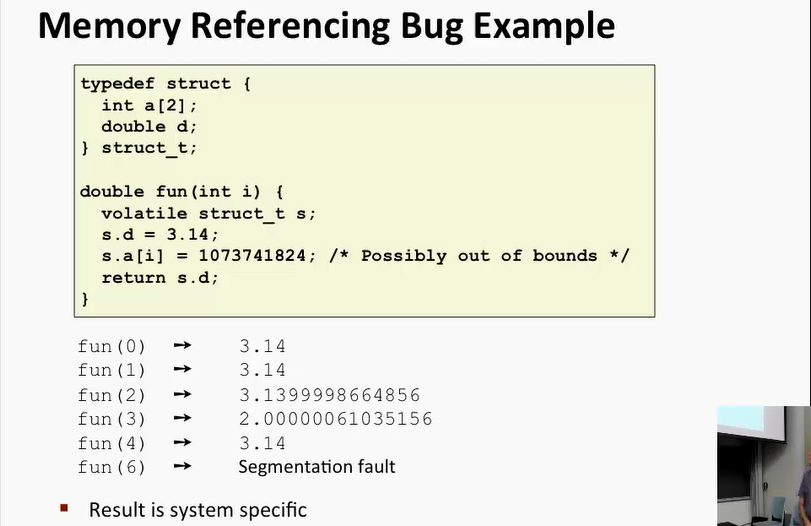 Memory Referencing Bug Example
typedef struct {
  int a[2];
  double d;
} struct_t;
double fun(int i) {
  volatile struct_t s;
  s.d = 3.14;
  s.a[i] = 1073741824; /* Possibly out of bounds */
  return s.d;
}
fun(0) → 3.14
fun(1) → 3.14
fun(2) → 3.1399998664856
fun(3) → 2.00000061035156
fun(4) → 3.14
fun(6) → Segmentation fault
▪ Result is system specific